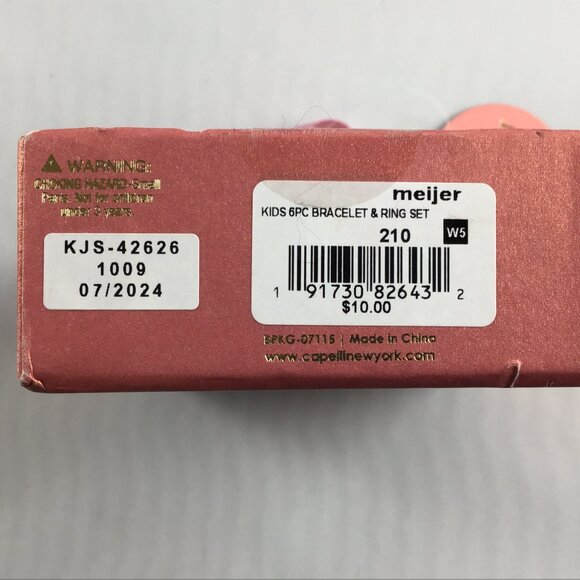 ⚠ WARNING:
CHOKING HAZARD-Small
Parts. Not for children
under 3 years.
KJS-42626
1009
07/2024
meijer
KIDS 6PC BRACELET & RING SET
210 W5
1 91730 82643 2
$10.00
BPKG-07115 | Made in China
www.capellinewyork.com